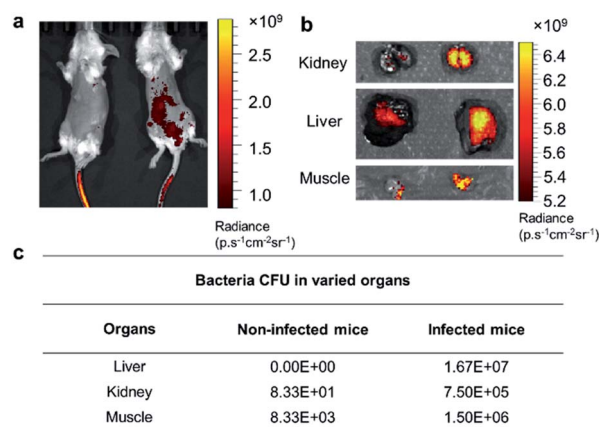 a
×10⁹
2.5
2.0
1.5
1.0
Radiance
(p.s⁻¹cm⁻²sr⁻¹)
b
Kidney
Liver
Muscle
×10⁹
6.4
6.2
6.0
5.8
5.6
5.4
5.2
Radiance
(p.s⁻¹cm⁻²sr⁻¹)
c
Bacteria CFU in varied organs
Organs Non-infected mice Infected mice
Liver 0.00E+00 1.67E+07
Kidney 8.33E+01 7.50E+05
Muscle 8.33E+03 1.50E+06